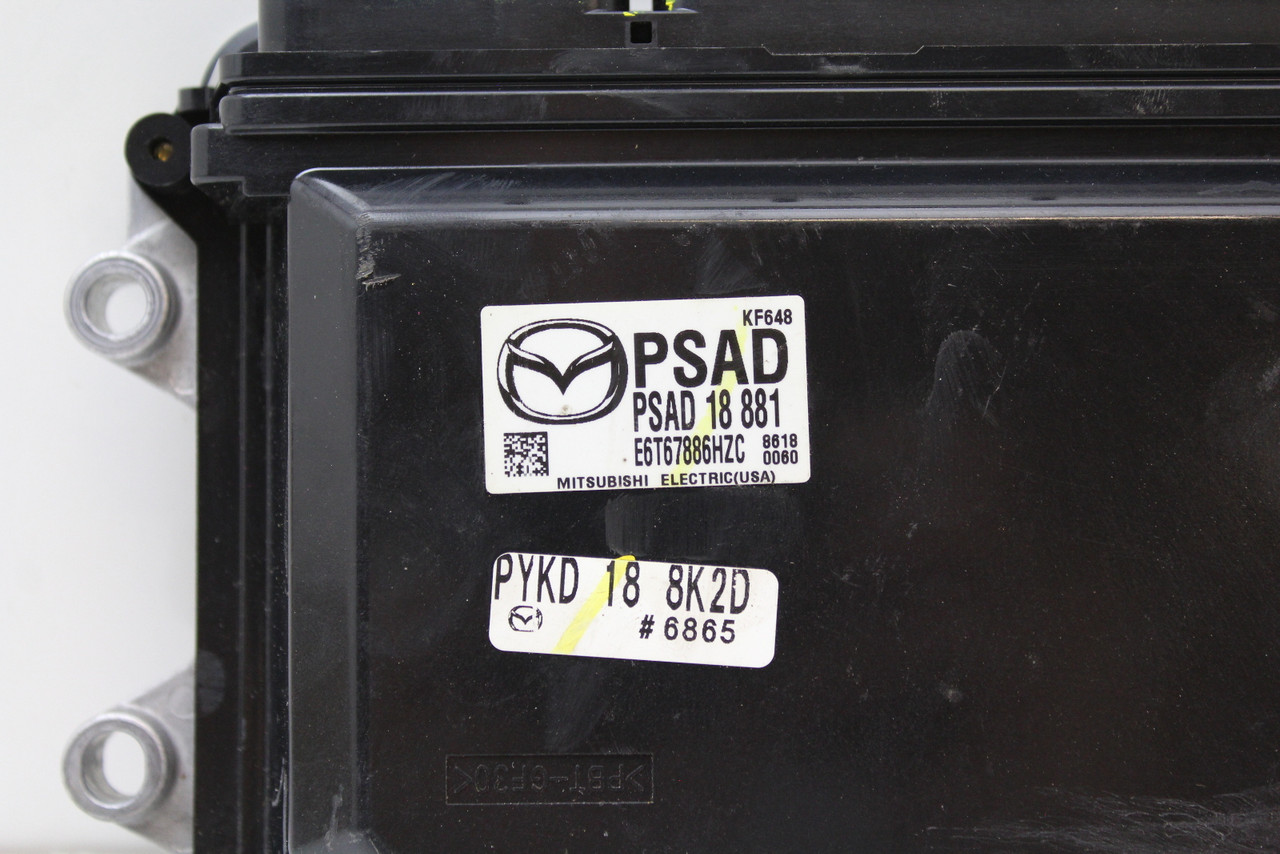 KF648
PSAD
PSAD 18 881
E6T67886HZC 8618
0060
MITSUBISHI ELECTRIC(USA)
PYKD 18 8K2D
#6865
>PBT-GF30<